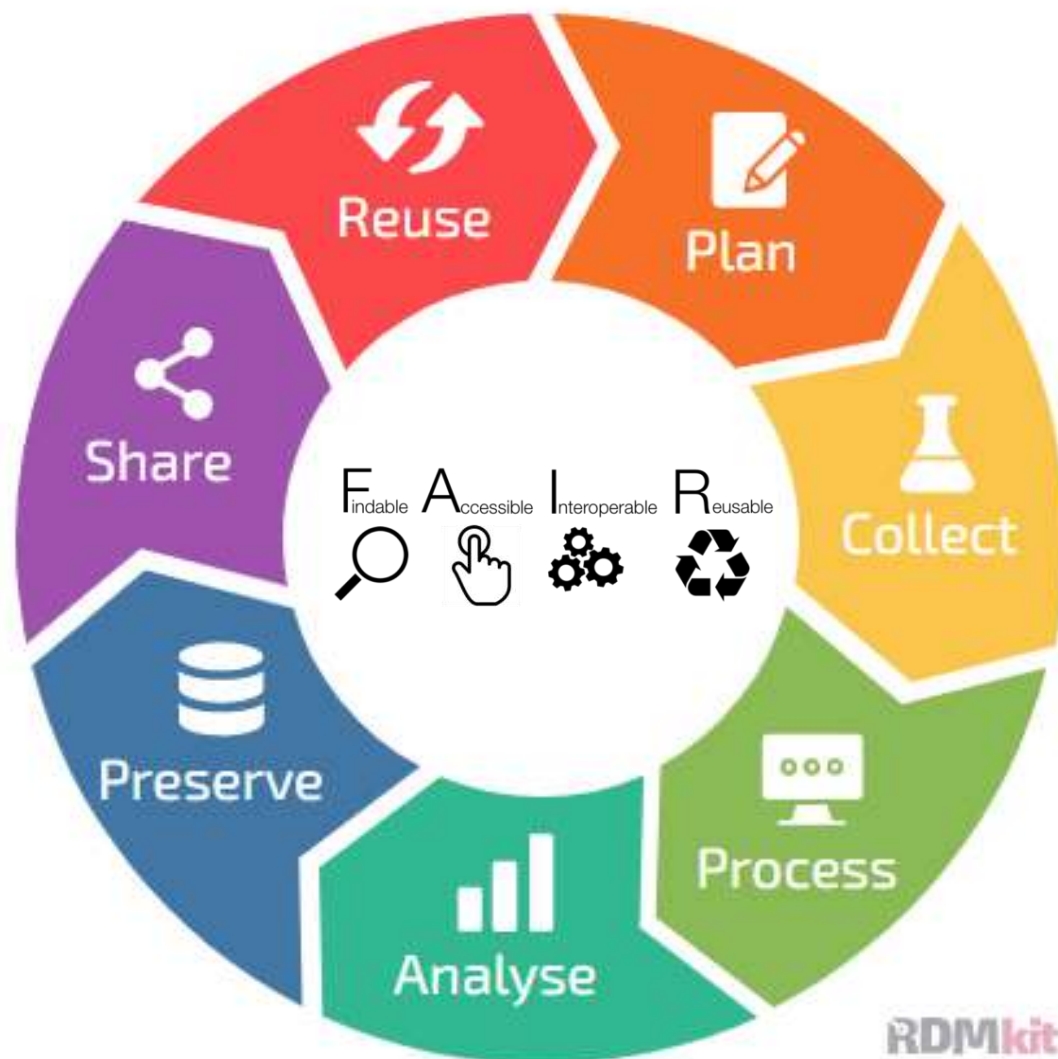 Reuse
Plan
Share
Collect
Findable Accessible Interoperable Reusable
Preserve
Process
Analyse
RDMkit